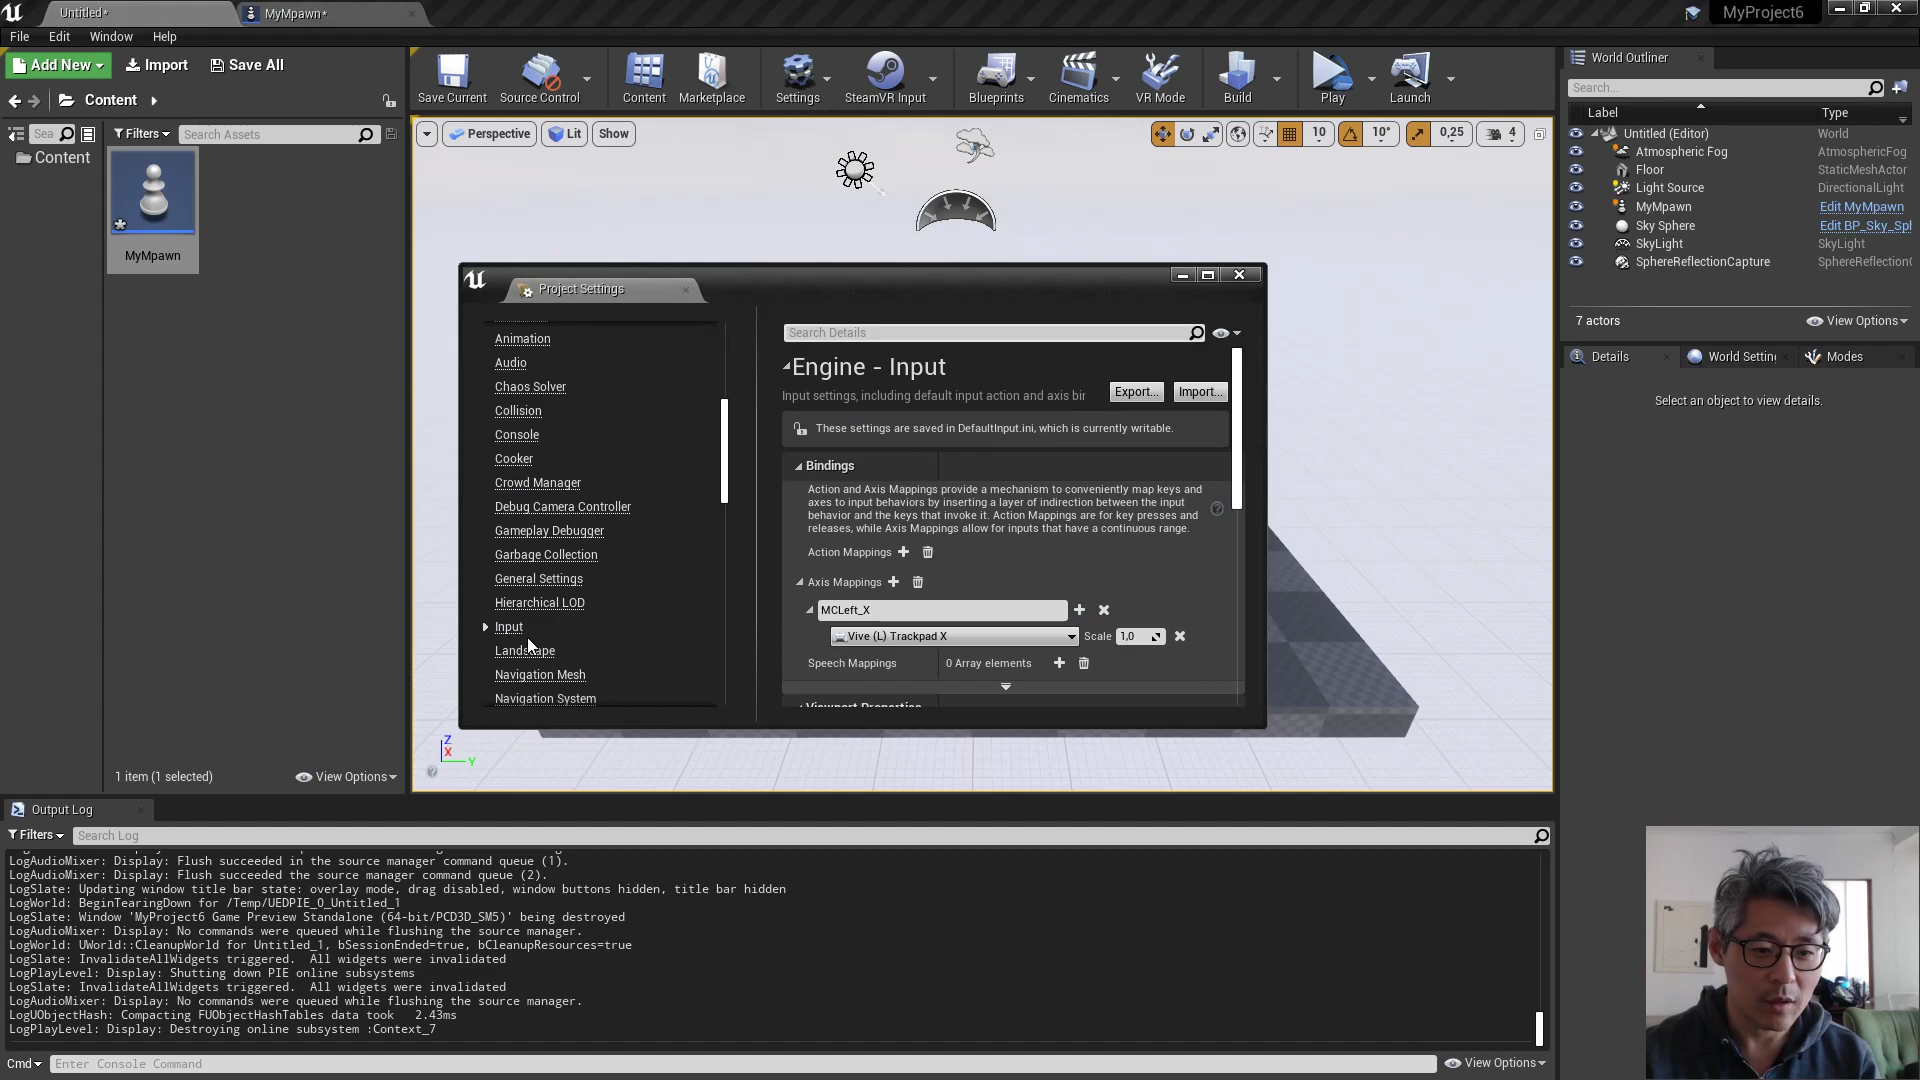 Untitled*
MyMpawn*
MyProject6
File Edit Window Help
Add New
Import
Save All
Save Current
Source Control
Content
Marketplace
Settings
SteamVR Input
Blueprints
Cinematics
VR Mode
Build
Play
Launch
World Outliner
Search...
Label
Type
Content
Sea
Filters
Search Assets
Content
MyMpawn
Perspective
Lit
Show
10
10°
0,25
4
Untitled (Editor) World
Atmospheric Fog AtmosphericFog
Floor StaticMeshActor
Light Source DirectionalLight
MyMpawn Edit MyMpawn
Sky Sphere Edit BP_Sky_Sp
SkyLight SkyLight
SphereReflectionCapture SphereReflection
7 actors
View Options
Details
World Settin
Modes
Select an object to view details.
Project Settings
Animation
Audio
Chaos Solver
Collision
Console
Cooker
Crowd Manager
Debug Camera Controller
Gameplay Debugger
Garbage Collection
General Settings
Hierarchical LOD
Input
Landscape
Navigation Mesh
Navigation System
Search Details
Engine - Input
Input settings, including default input action and axis bir
Export...
Import...
These settings are saved in DefaultInput.ini, which is currently writable.
Bindings
Action and Axis Mappings provide a mechanism to conveniently map keys and
axes to input behaviors by inserting a layer of indirection between the input
behavior and the keys that invoke it. Action Mappings are for key presses and
releases, while Axis Mappings allow for inputs that have a continuous range.
Action Mappings
Axis Mappings
MCLeft_X
Vive (L) Trackpad X
Scale 1,0
Speech Mappings 0 Array elements
Viewport Properties
Z
X
Y
1 item (1 selected)
View Options
Output Log
Filters
Search Log
LogAudioMixer: Display: Flush succeeded in the source manager command queue (1).
LogAudioMixer: Display: Flush succeeded the source manager command queue (2).
LogSlate: Updating window title bar state: overlay mode, drag disabled, window buttons hidden, title bar hidden
LogWorld: BeginTearingDown for /Temp/UEDPIE_0_Untitled_1
LogSlate: Window 'MyProject6 Game Preview Standalone (64-bit/PCD3D_SM5)' being destroyed
LogAudioMixer: Display: No commands were queued while flushing the source manager.
LogWorld: UWorld::CleanupWorld for Untitled_1, bSessionEnded=true, bCleanupResources=true
LogSlate: InvalidateAllWidgets triggered.  All widgets were invalidated
LogPlayLevel: Display: Shutting down PIE online subsystems
LogSlate: InvalidateAllWidgets triggered.  All widgets were invalidated
LogAudioMixer: Display: No commands were queued while flushing the source manager.
LogUObjectHash: Compacting FUObjectHashTables data took   2.43ms
LogPlayLevel: Display: Destroying online subsystem :Context_7
Cmd
Enter Console Command
View Options